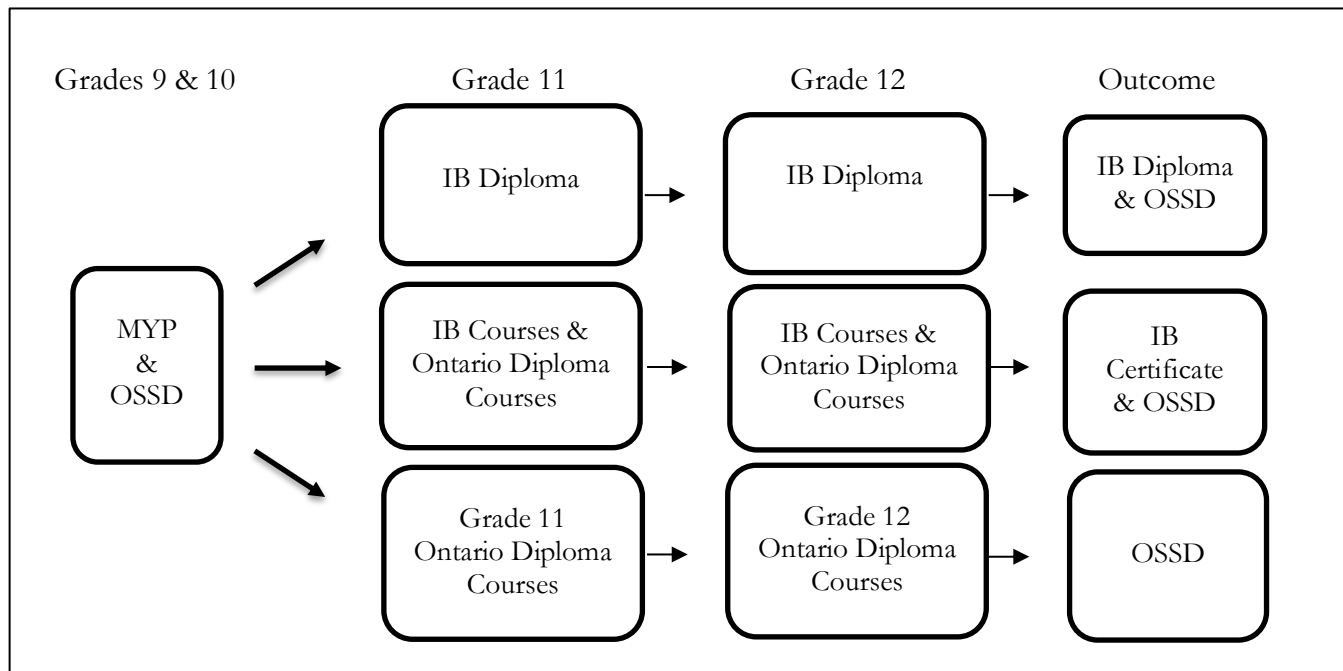 Grades 9 & 10
Grade 11
Grade 12
Outcome
MYP
&
OSSD
IB Diploma
IB Diploma
IB Diploma
& OSSD
IB Courses &
Ontario Diploma
Courses
IB Courses &
Ontario Diploma
Courses
IB
Certificate
& OSSD
Grade 11
Ontario Diploma
Courses
Grade 12
Ontario Diploma
Courses
OSSD